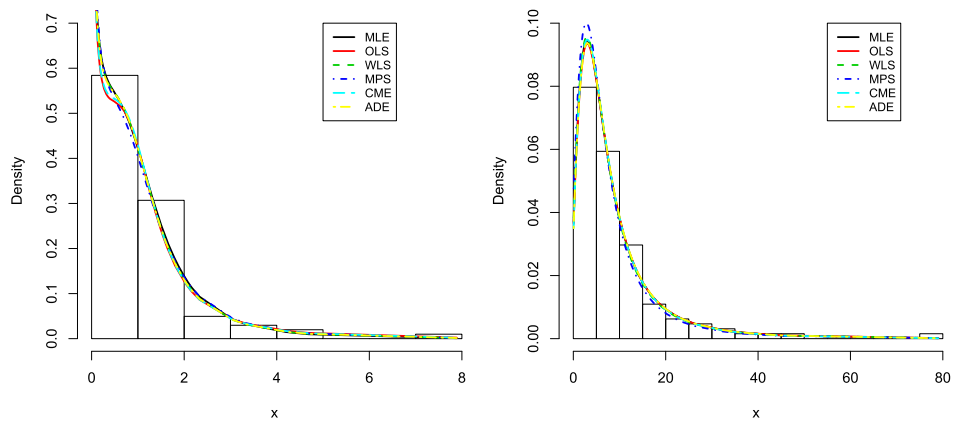 0.7
0.6
0.5
0.4
0.3
0.2
0.1
0.0
Density
0 2 4 6 8
x
MLE
OLS
WLS
MPS
CME
ADE
0.10
0.08
0.06
0.04
0.02
0.00
Density
0 20 40 60 80
x
MLE
OLS
WLS
MPS
CME
ADE